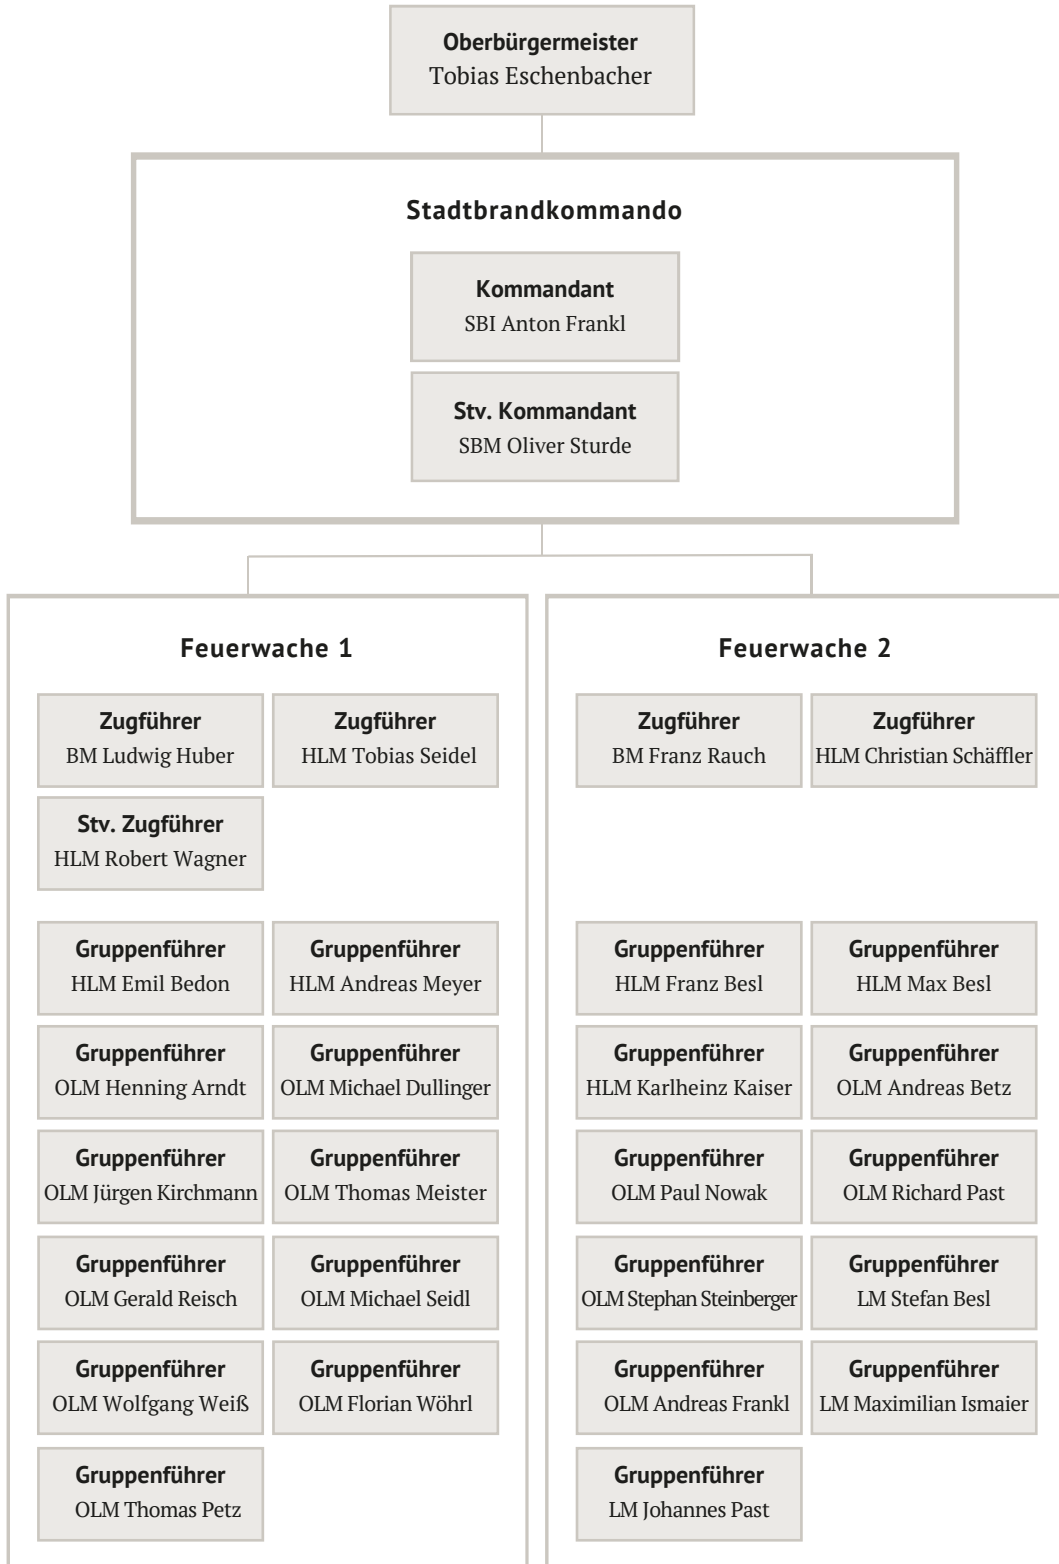 Oberbürgermeister
Tobias Eschenbacher
Stadtbrandkommando
Kommandant
SBI Anton Frankl
Stv. Kommandant
SBM Oliver Sturde
Feuerwache 1
Zugführer
BM Ludwig Huber
Zugführer
HLM Tobias Seidel
Stv. Zugführer
HLM Robert Wagner
Gruppenführer
HLM Emil Bedon
Gruppenführer
HLM Andreas Meyer
Gruppenführer
OLM Henning Arndt
Gruppenführer
OLM Michael Dullinger
Gruppenführer
OLM Jürgen Kirchmann
Gruppenführer
OLM Thomas Meister
Gruppenführer
OLM Gerald Reisch
Gruppenführer
OLM Michael Seidl
Gruppenführer
OLM Wolfgang Weiß
Gruppenführer
OLM Florian Wöhrl
Gruppenführer
OLM Thomas Petz
Feuerwache 2
Zugführer
BM Franz Rauch
Zugführer
HLM Christian Schäffler
Gruppenführer
HLM Franz Besl
Gruppenführer
HLM Max Besl
Gruppenführer
HLM Karlheinz Kaiser
Gruppenführer
OLM Andreas Betz
Gruppenführer
OLM Paul Nowak
Gruppenführer
OLM Richard Past
Gruppenführer
OLM Stephan Steinberger
Gruppenführer
LM Stefan Besl
Gruppenführer
OLM Andreas Frankl
Gruppenführer
LM Maximilian Ismaier
Gruppenführer
LM Johannes Past